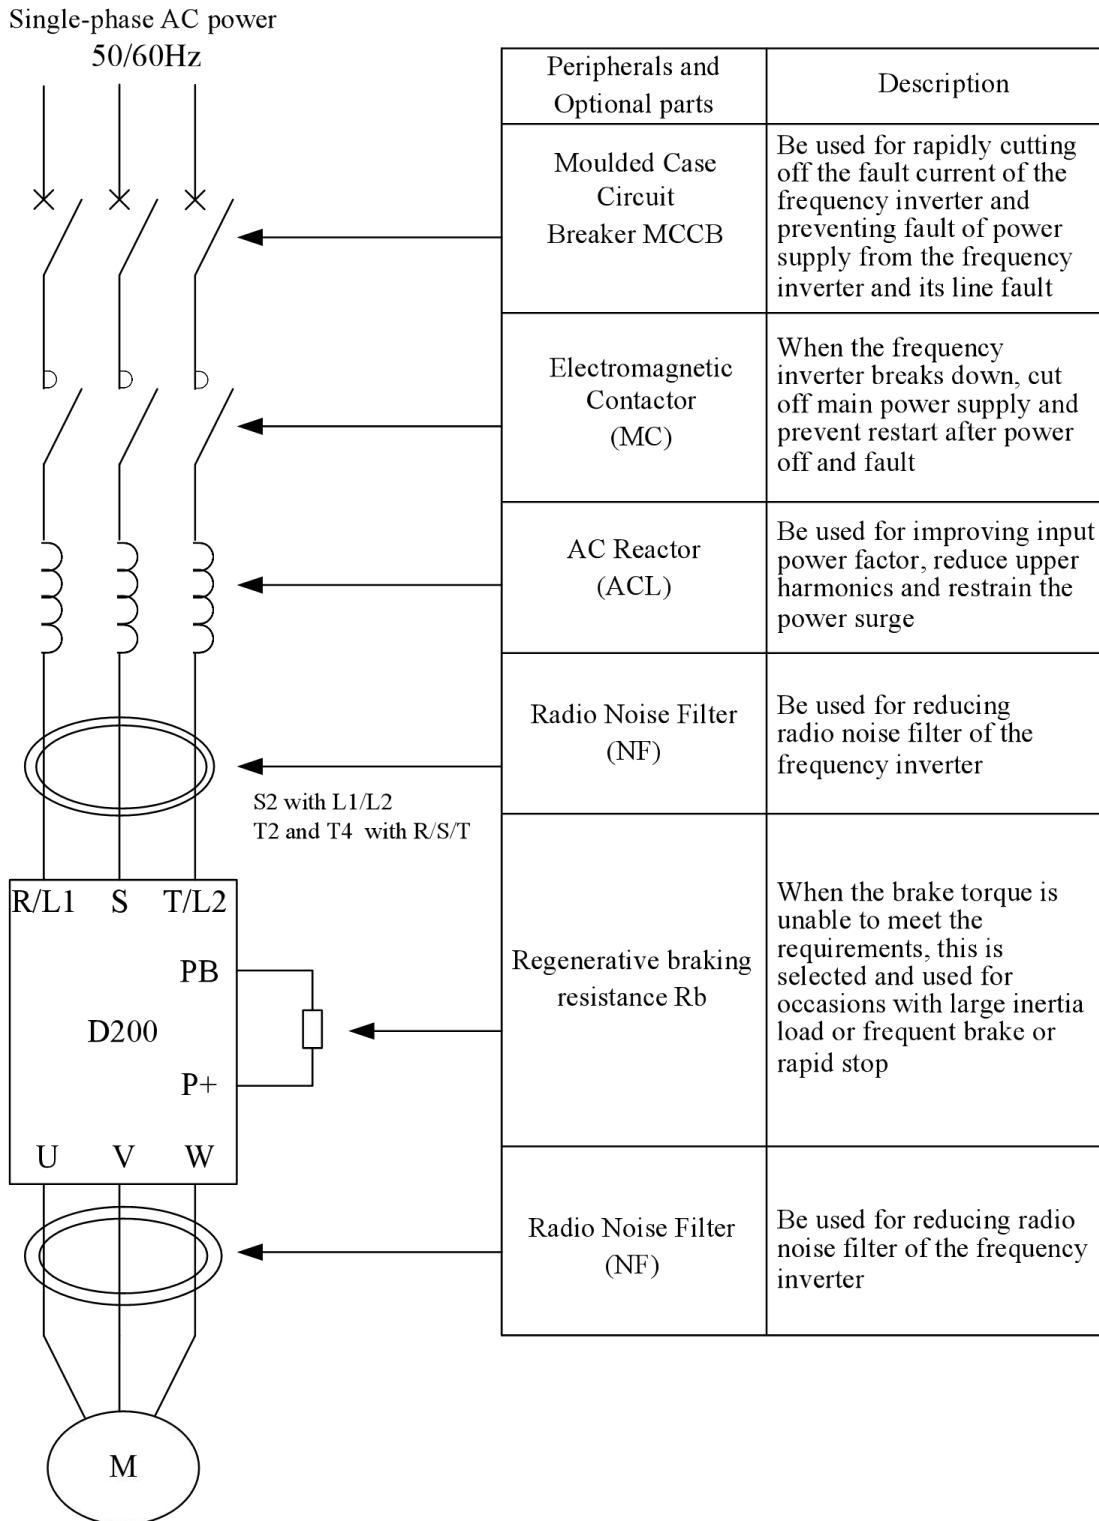 Single-phase AC power
50/60Hz
Peripherals and
Optional parts
Description
Moulded Case
Circuit
Breaker MCCB
Be used for rapidly cutting
off the fault current of the
frequency inverter and
preventing fault of power
supply from the frequency
inverter and its line fault
Electromagnetic
Contactor
(MC)
When the frequency
inverter breaks down, cut
off main power supply and
prevent restart after power
off and fault
AC Reactor
(ACL)
Be used for improving input
power factor, reduce upper
harmonics and restrain the
power surge
Radio Noise Filter
(NF)
Be used for reducing
radio noise filter of the
frequency inverter
S2 with L1/L2
T2 and T4 with R/S/T
R/L1 S T/L2
PB
D200
P+
U V W
Regenerative braking
resistance Rb
When the brake torque is
unable to meet the
requirements, this is
selected and used for
occasions with large inertia
load or frequent brake or
rapid stop
Radio Noise Filter
(NF)
Be used for reducing radio
noise filter of the frequency
inverter
M